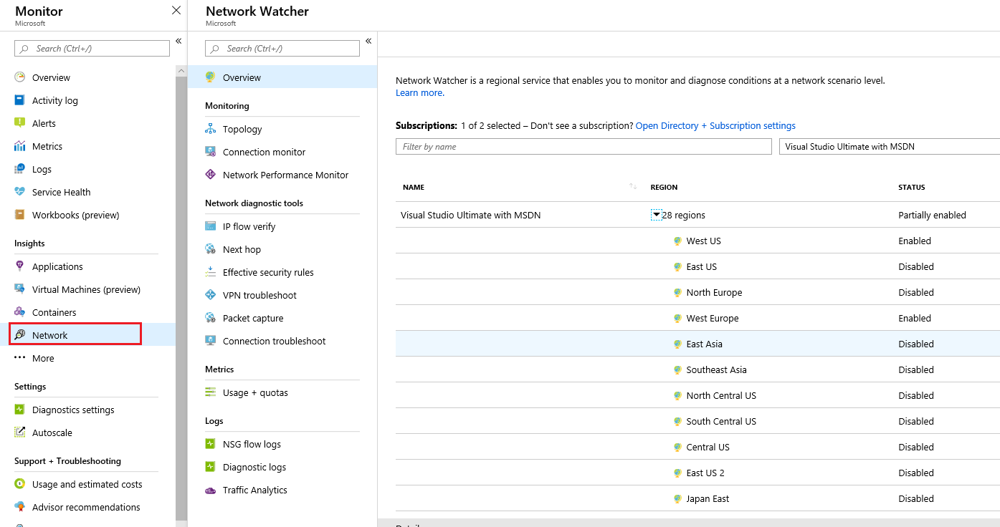 Monitor
Microsoft
Search (Ctrl+/)
Overview
Activity log
Alerts
Metrics
Logs
Service Health
Workbooks (preview)
Insights
Applications
Virtual Machines (preview)
Containers
Network
More
Settings
Diagnostics settings
Autoscale
Support + Troubleshooting
Usage and estimated costs
Advisor recommendations
Network Watcher
Microsoft
Search (Ctrl+/)
Overview
Monitoring
Topology
Connection monitor
Network Performance Monitor
Network diagnostic tools
IP flow verify
Next hop
Effective security rules
VPN troubleshoot
Packet capture
Connection troubleshoot
Metrics
Usage + quotas
Logs
NSG flow logs
Diagnostic logs
Traffic Analytics
Network Watcher is a regional service that enables you to monitor and diagnose conditions at a network scenario level.
Learn more.
Subscriptions: 1 of 2 selected – Don't see a subscription? Open Directory + Subscription settings
Filter by name
Visual Studio Ultimate with MSDN
NAME REGION STATUS
Visual Studio Ultimate with MSDN 28 regions Partially enabled
West US Enabled
East US Disabled
North Europe Disabled
West Europe Enabled
East Asia Disabled
Southeast Asia Disabled
North Central US Disabled
South Central US Disabled
Central US Disabled
East US 2 Disabled
Japan East Disabled